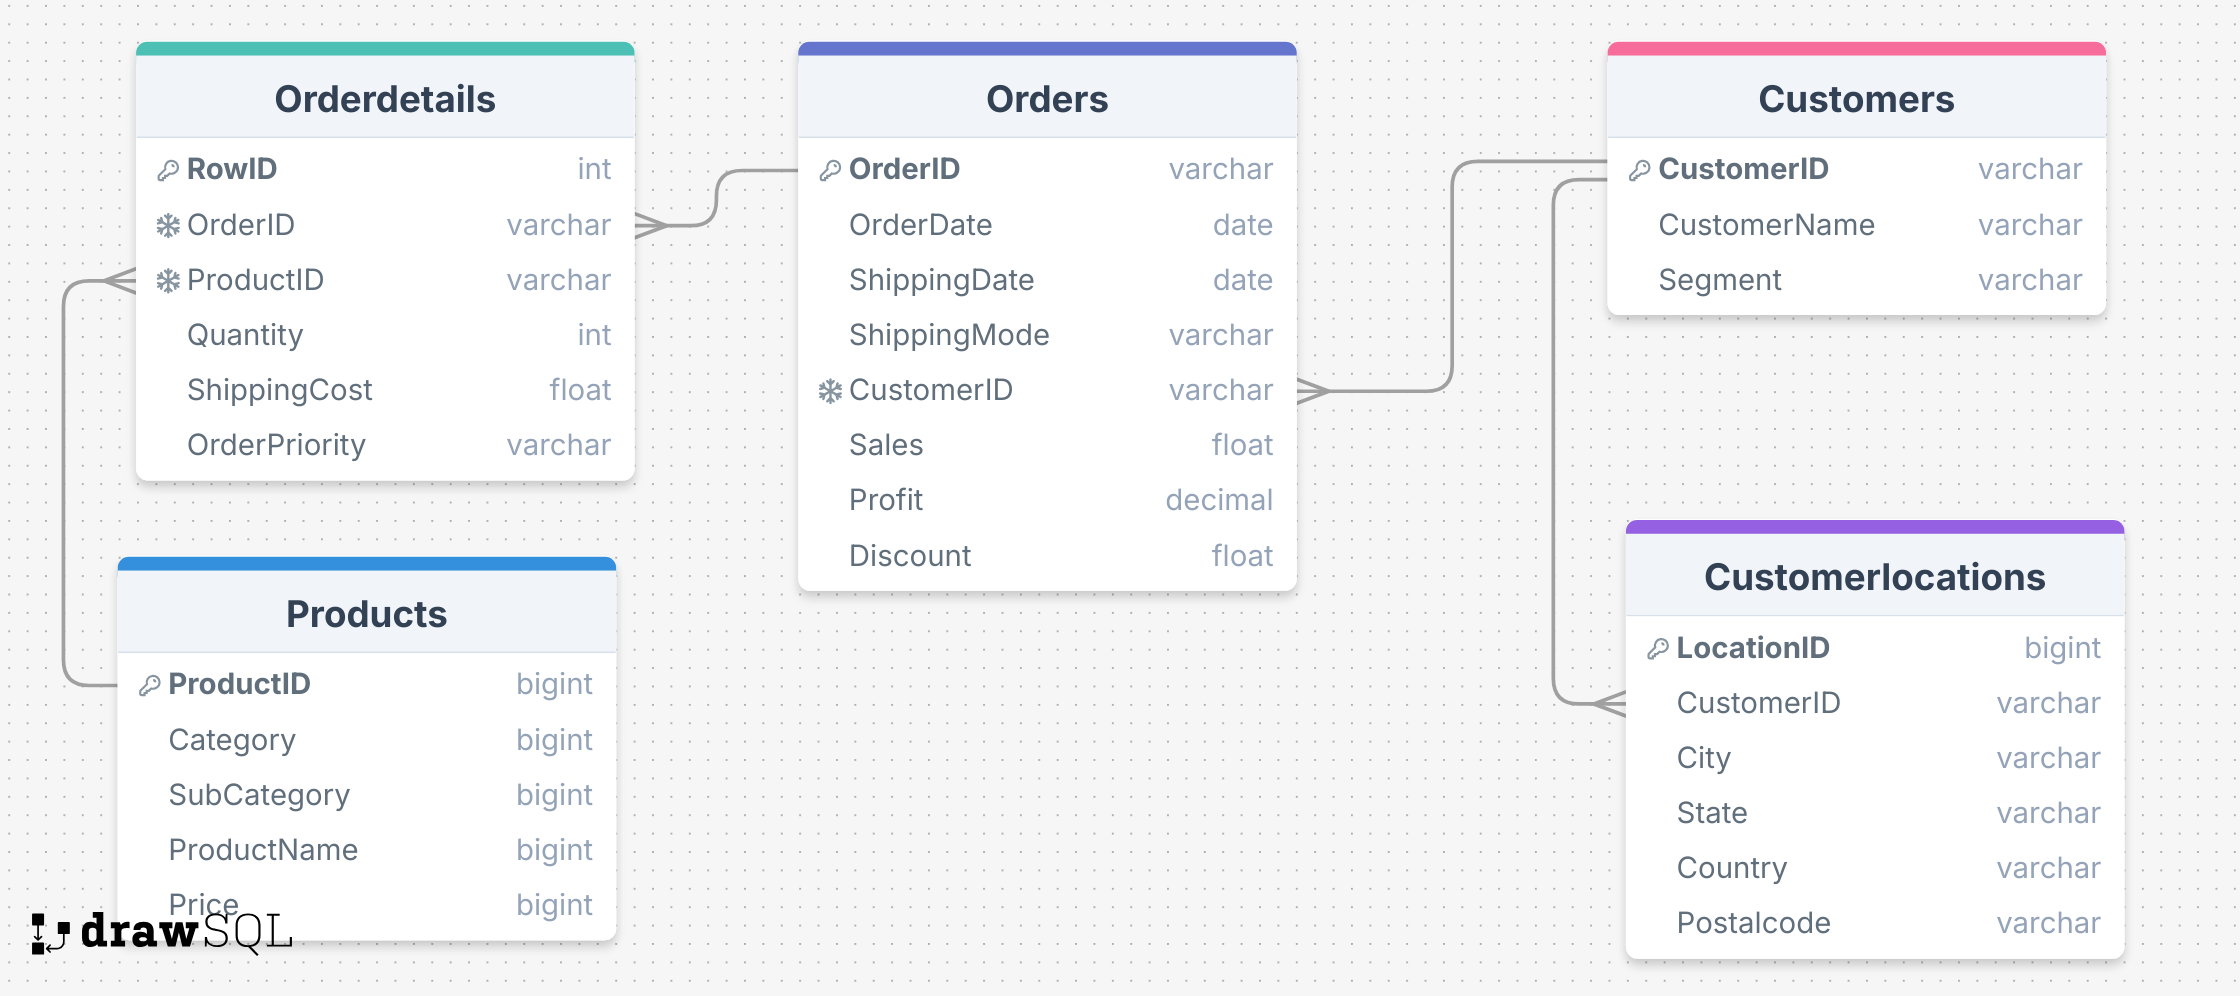 Orderdetails
RowID int
OrderID varchar
ProductID varchar
Quantity int
ShippingCost float
OrderPriority varchar
Orders
OrderID varchar
OrderDate date
ShippingDate date
ShippingMode varchar
CustomerID varchar
Sales float
Profit decimal
Discount float
Customers
CustomerID varchar
CustomerName varchar
Segment varchar
Products
ProductID bigint
Category bigint
SubCategory bigint
ProductName bigint
Price bigint
Customerlocations
LocationID bigint
CustomerID varchar
City varchar
State varchar
Country varchar
Postalcode varchar
drawSQL